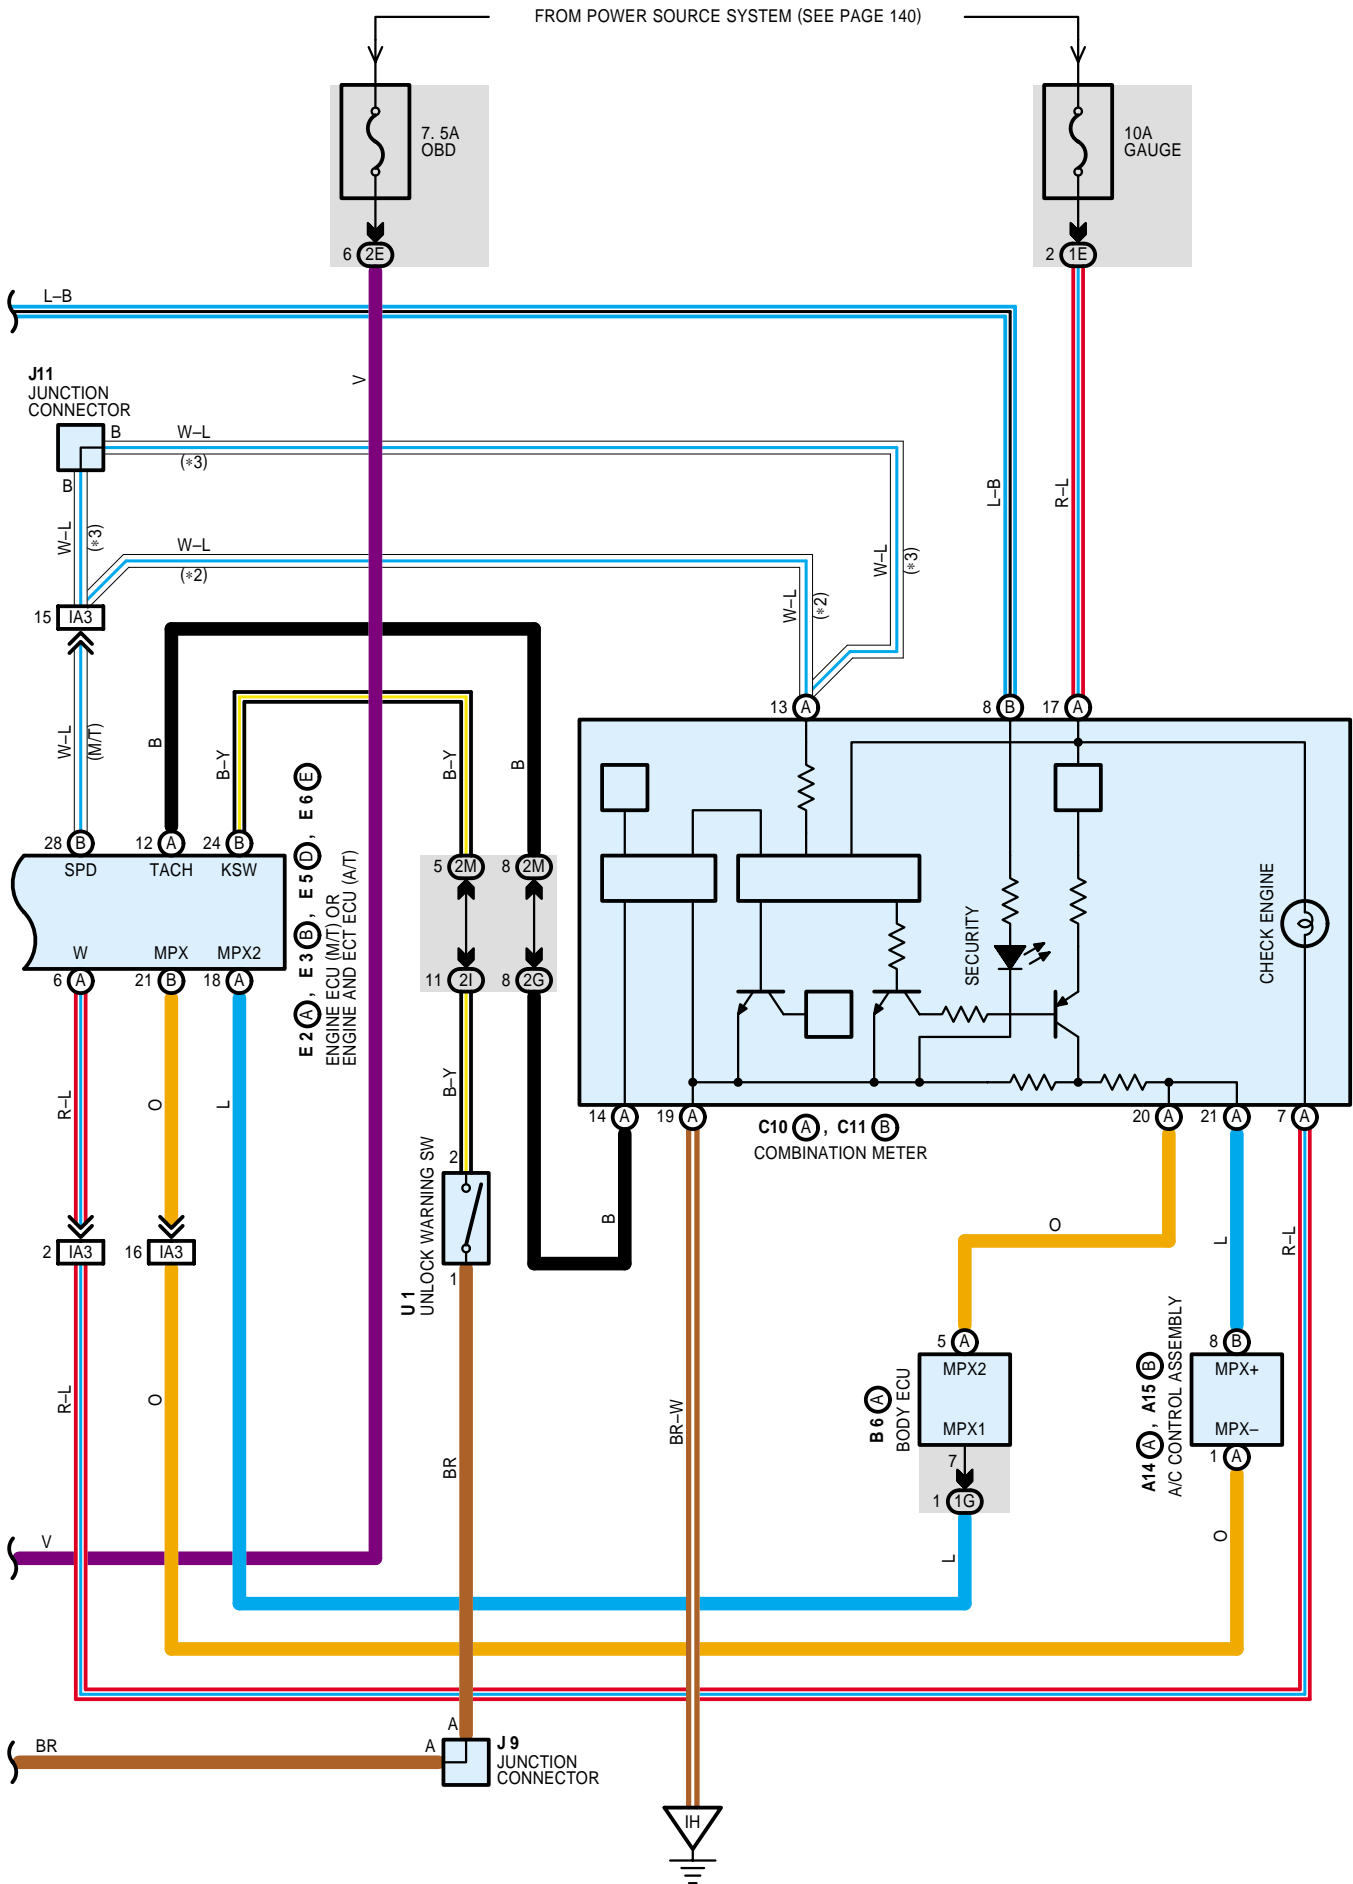 FROM POWER SOURCE SYSTEM (SEE PAGE 140)
7. 5A
OBD
10A
GAUGE
6 2E
2 1E
L–B
V
J11
JUNCTION
CONNECTOR
B
W–L
(*3)
B
W–L
(*3)
W–L
(*2)
L–B
R–L
W–L
(*3)
W–L
(*2)
15 IA3
W–L
(M/T)
B
B–Y
B–Y
B
13 A
8 B
17 A
28 B
12 A
24 B
SPD
TACH
KSW
W
MPX
MPX2
6 A
21 B
18 A
E 2 A , E 3 B , E 5 D , E 6 E
ENGINE ECU (M/T) OR
ENGINE AND ECT ECU (A/T)
5 2M
8 2M
11 2I
8 2G
SECURITY
CHECK ENGINE
R–L
O
L
B–Y
14 A
19 A
C10 A , C11 B
COMBINATION METER
20 A
21 A
7 A
2
U 1
UNLOCK WARNING SW
1
B
O
L
R–L
2 IA3
16 IA3
5 A
MPX2
MPX1
B 6 A
BODY ECU
7
1 1G
8 B
MPX+
MPX–
A14 A , A15 B
A/C CONTROL ASSEMBLY
1 A
R–L
O
BR
BR–W
L
O
V
A
BR
A
J 9
JUNCTION
CONNECTOR
IH